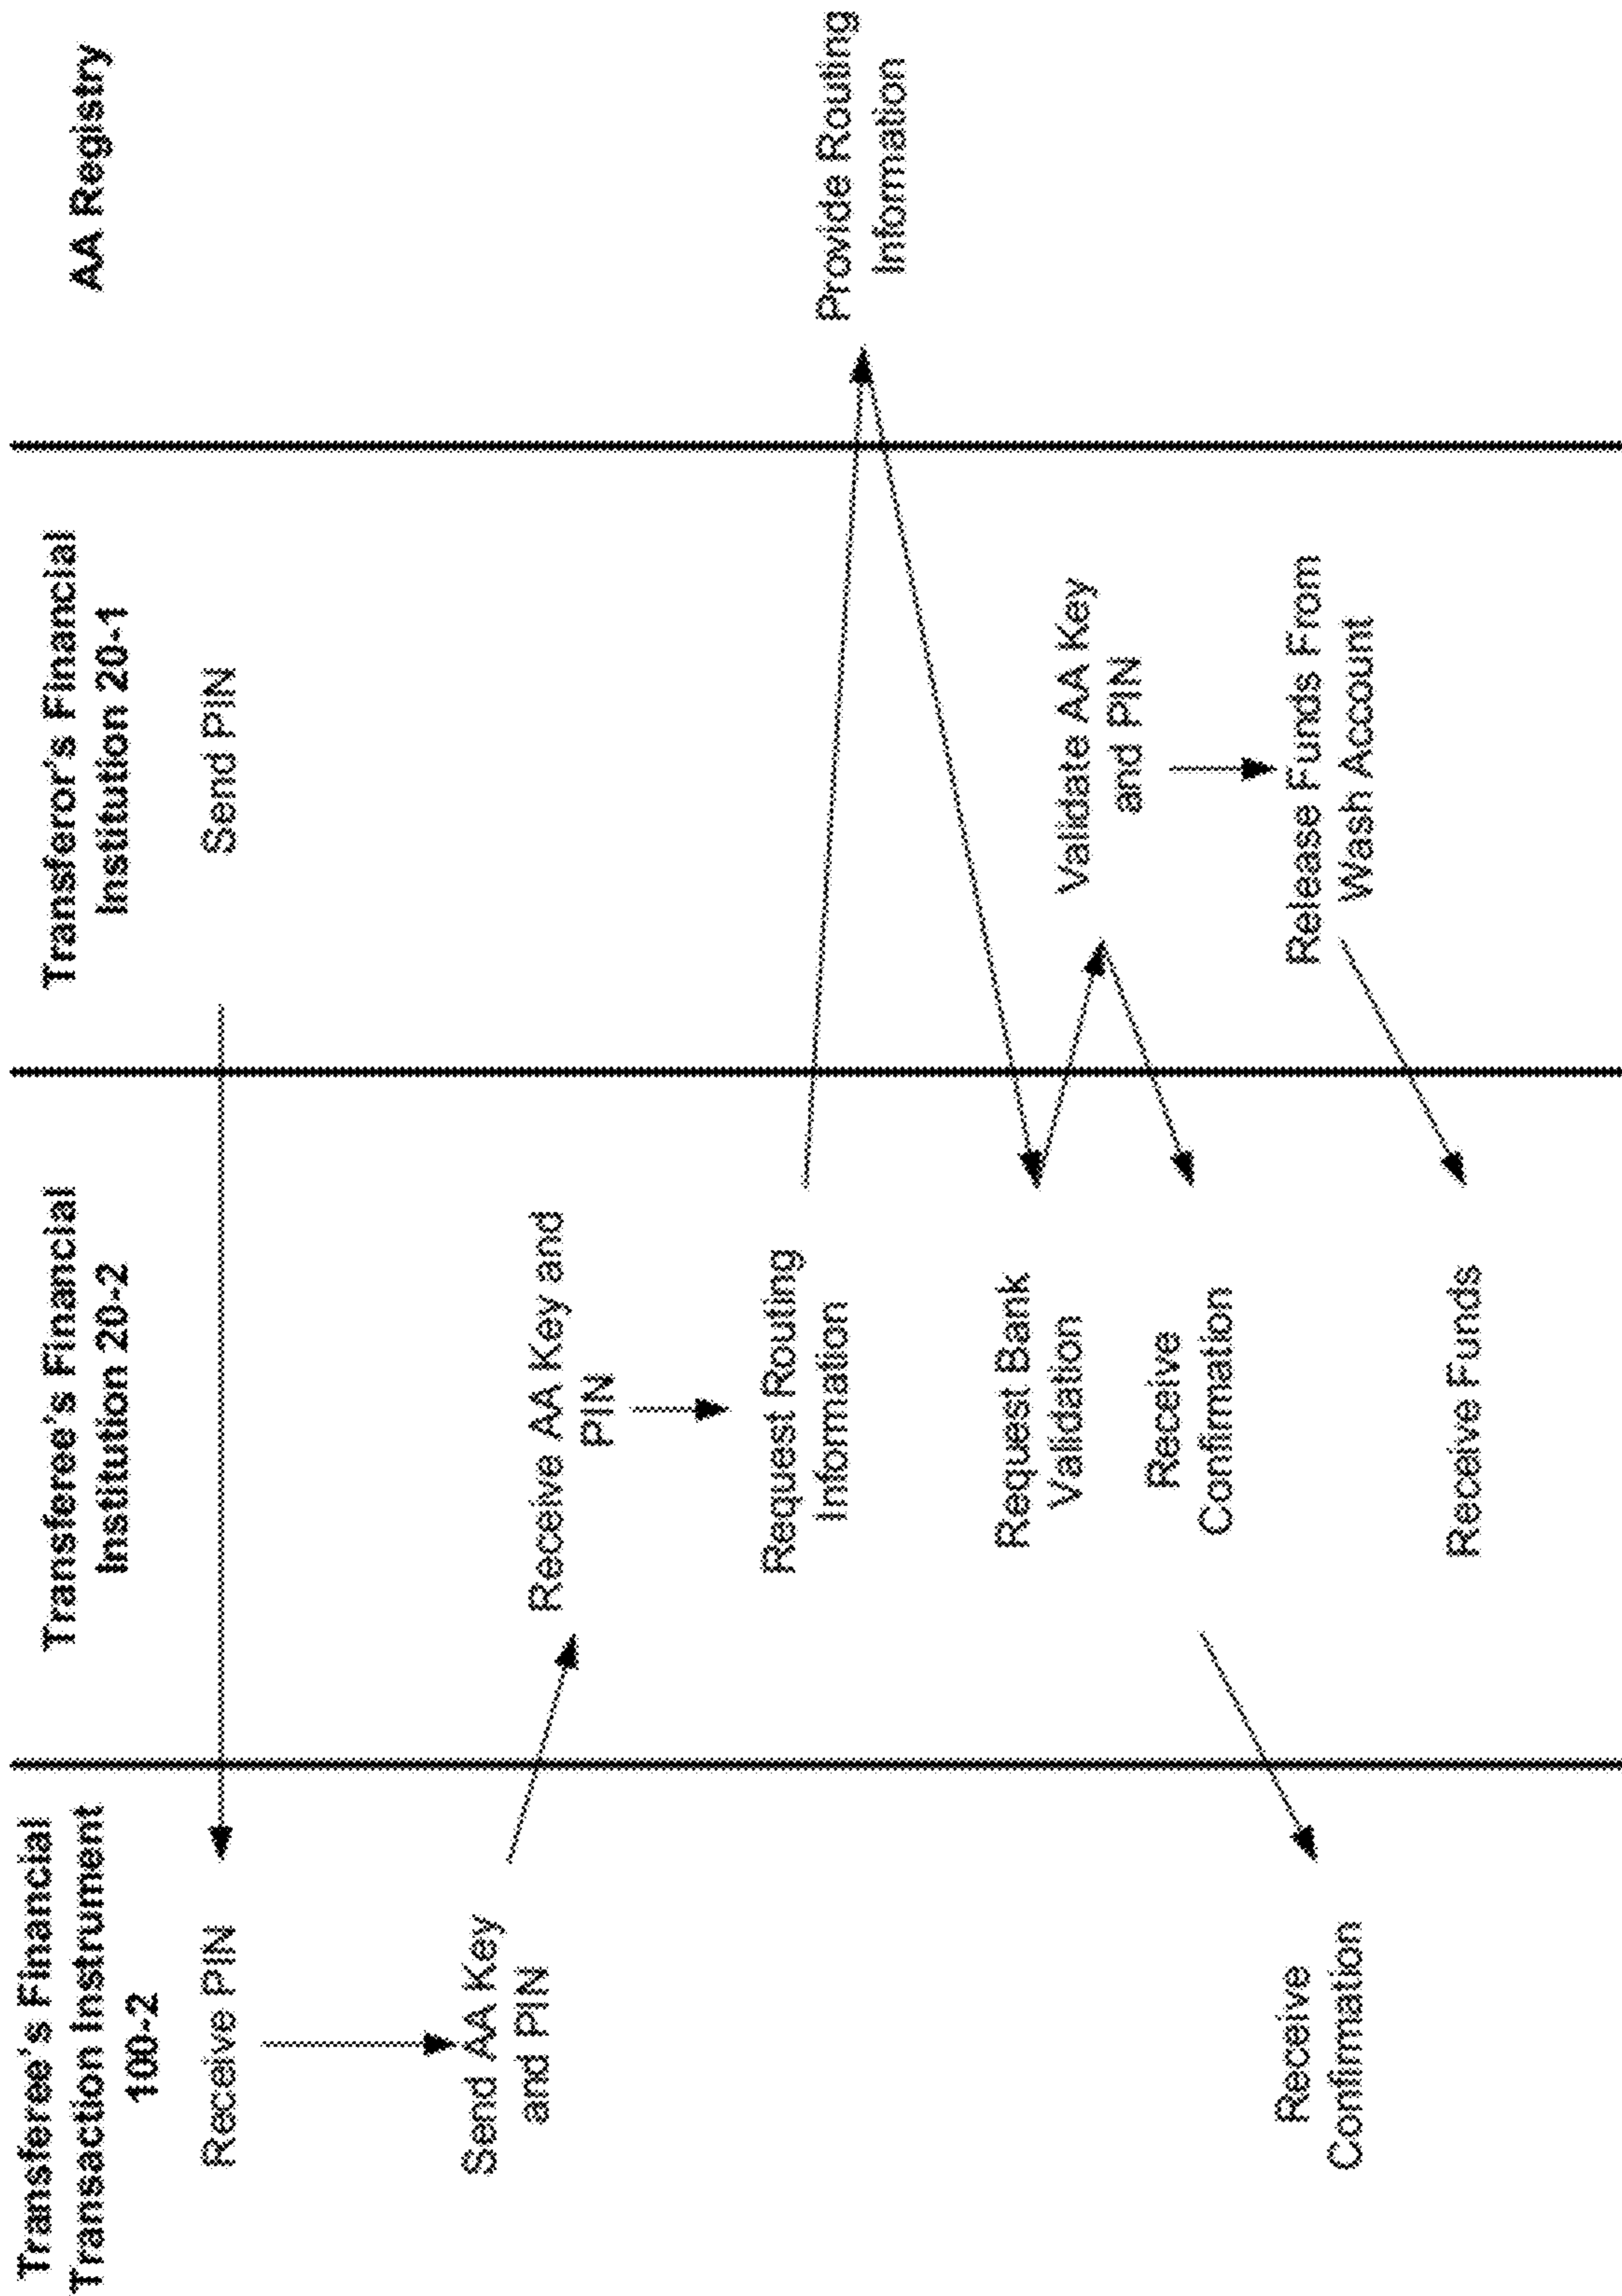 Transferee's Financial
Transaction Instrument
100-2
Transferee's Financial
Institution 20-2
Transferor's Financial
Institution 20-1
AA Registry
Receive PIN
Send PIN
Send AA Key
and PIN
Receive AA Key and
PIN
Request Routing
Information
Provide Routing
Information
Request Bank
Validation
Validate AA Key
and PIN
Receive
Confirmation
Receive
Confirmation
Release Funds From
Wash Account
Receive Funds